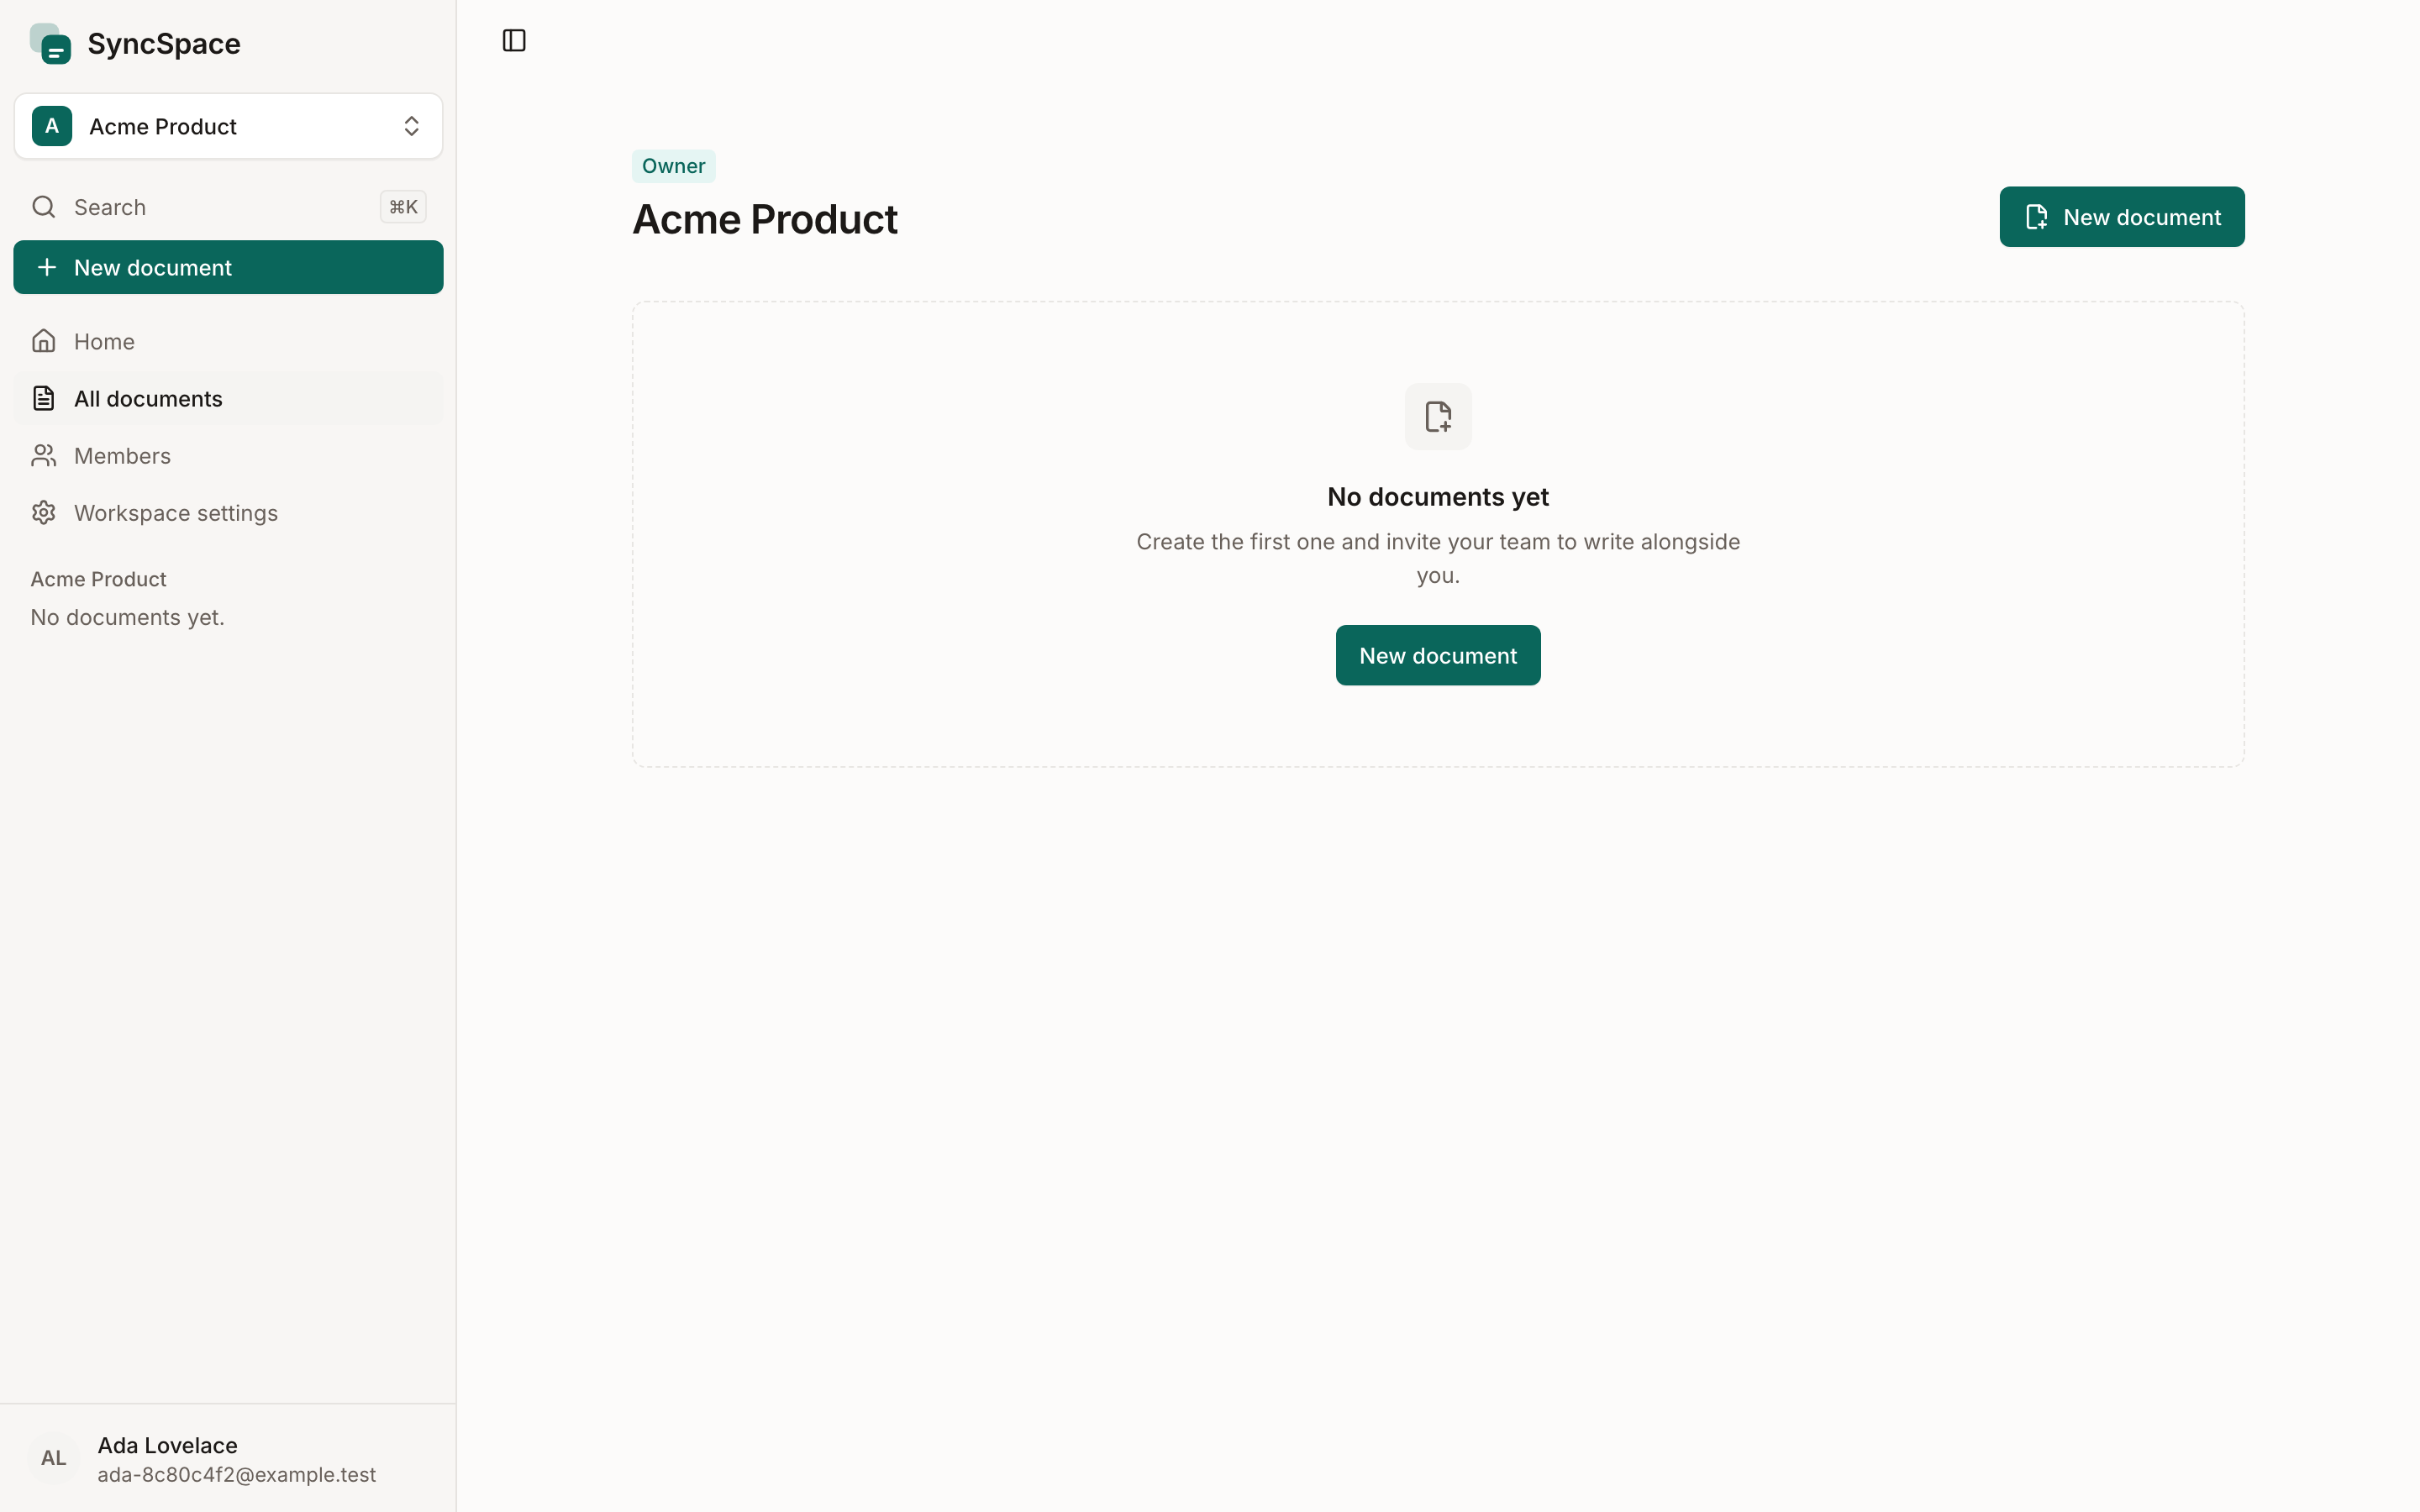 SyncSpace
A
Acme Product
Search
⌘K
New document
Home
All documents
Members
Workspace settings
Acme Product
No documents yet.
AL
Ada Lovelace
ada-8c80c4f2@example.test
Owner
Acme Product
New document
No documents yet
Create the first one and invite your team to write alongside
you.
New document